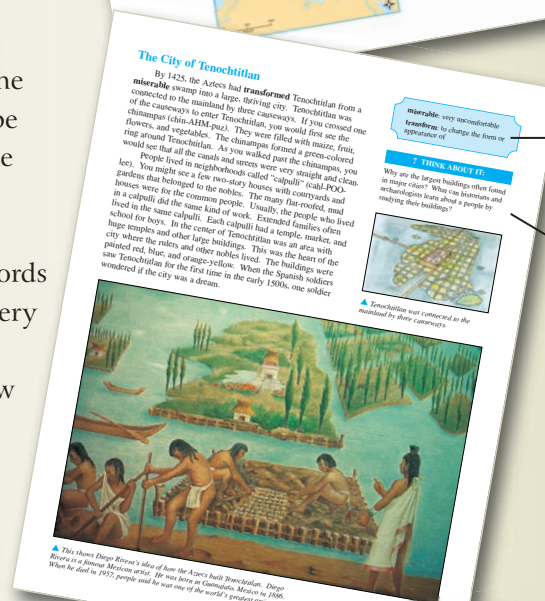 he
be
e
ords
ery
w
The City of Tenochtitlan
By 1425, the Aztecs had transformed Tenochtitlan from a
miserable swamp into a large, thriving city. Tenochtitlan was
connected to the mainland by three causeways. If you crossed one
of the causeways to enter Tenochtitlan, you would first see the
chinampas (chin-AHM-puz). They were filled with maize, fruit,
flowers, and vegetables. The chinampas formed a green-colored
ring around Tenochtitlan. As you walked past the chinampas, you
would see that all the canals and streets were very straight and clean.
People lived in neighborhoods called "calpulli" (cahl-POO-
lee). You might see a few two-story houses with courtyards and
gardens that belonged to the nobles. The many flat-roofed, mud
houses were for the common people. Usually, the people who lived
in a calpulli did the same kind of work. Extended families often
lived in the same calpulli. Each calpulli had a temple, market, and
school for boys. In the center of Tenochtitlan was an area with
huge temples and other large buildings. This was the heart of the
city where the rulers and other nobles lived. The buildings were
painted red, blue, and orange-yellow. When the Spanish soldiers
saw Tenochtitlan for the first time in the early 1500s, one soldier
wondered if the city was a dream.
miserable: very uncomfortable
transform: to change the form or
appearance of
? THINK ABOUT IT:
Why are the largest buildings often found
in major cities? What can historians and
archaeologists learn about a people by
studying their buildings?
▲ Tenochtitlan was connected to the
mainland by three causeways.
▲ This shows Diego Rivera's idea of how the Aztecs built Tenochtitlan. Diego
Rivera is a famous Mexican artist. He was born in Guanajato, Mexico in 1886.
When he died in 1957, people said he was one of the world's greatest